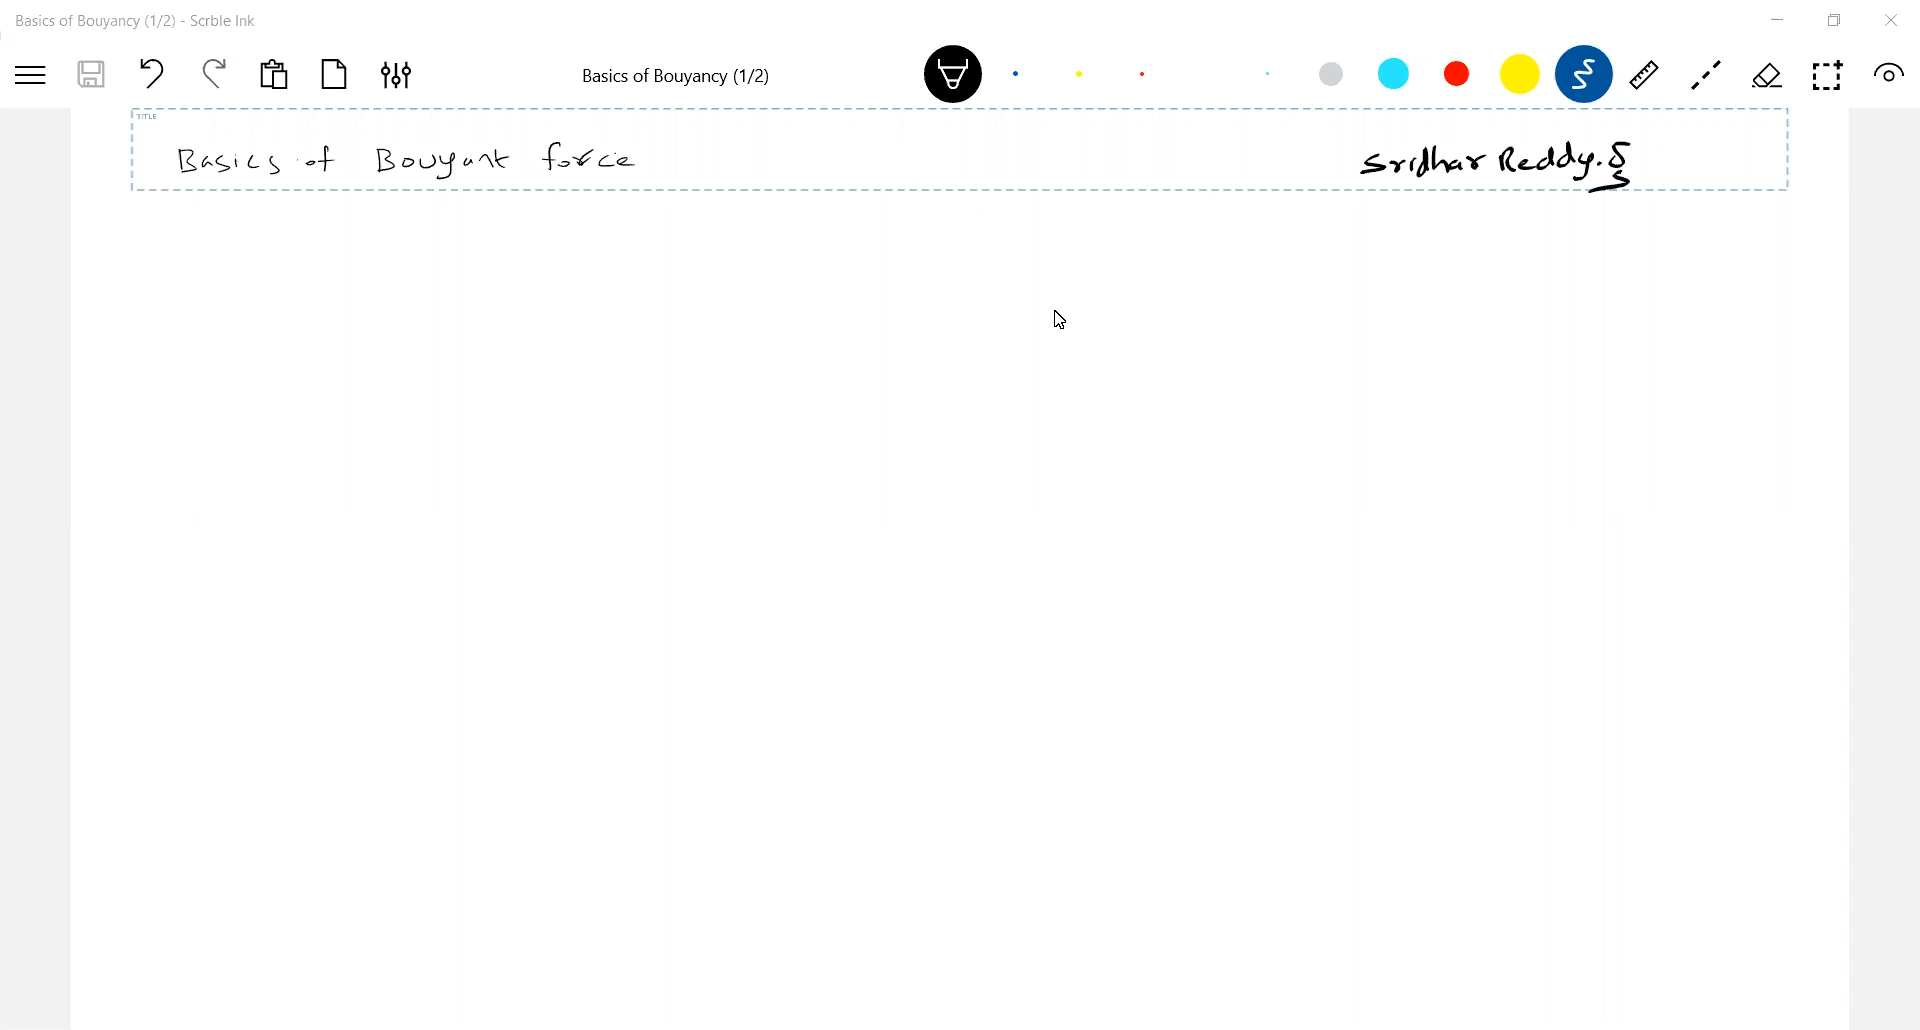 Basics of Bouyancy (1/2) - Scrble Ink
Basics of Bouyancy (1/2)
TITLE
Basics of Bouyant force
Sridhar Reddy. S